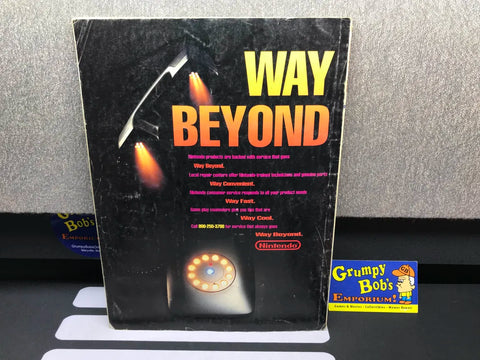 WAY
BEYOND
Nintendo products are backed with service that goes
Way Beyond.
Local repair centers offer Nintendo-trained technicians and genuine parts
Way Convenient.
Nintendo consumer service responds to all your product needs
Way Fast.
Game play counselors give you tips that are
Way Cool.
Call 800-255-3700 for service that always goes
Way Beyond.
Nintendo
Grumpy
Bob's
EMPORIUM!
Games & Movies • Collectibles •
Grumpy
Bob's
EMPORIUM